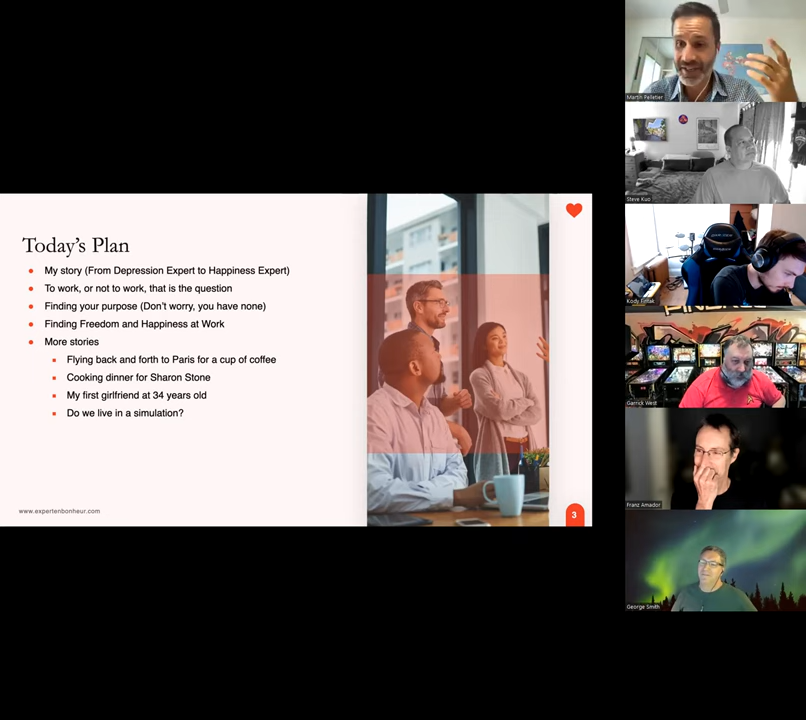 Today's Plan
My story (From Depression Expert to Happiness Expert)
To work, or not to work, that is the question
Finding your purpose (Don't worry, you have none)
Finding Freedom and Happiness at Work
More stories
Flying back and forth to Paris for a cup of coffee
Cooking dinner for Sharon Stone
My first girlfriend at 34 years old
Do we live in a simulation?
www.expertenbonheur.com
3
Martin Pelletier
Steve Kuo
Garrick West
Franz Amador
George Smith